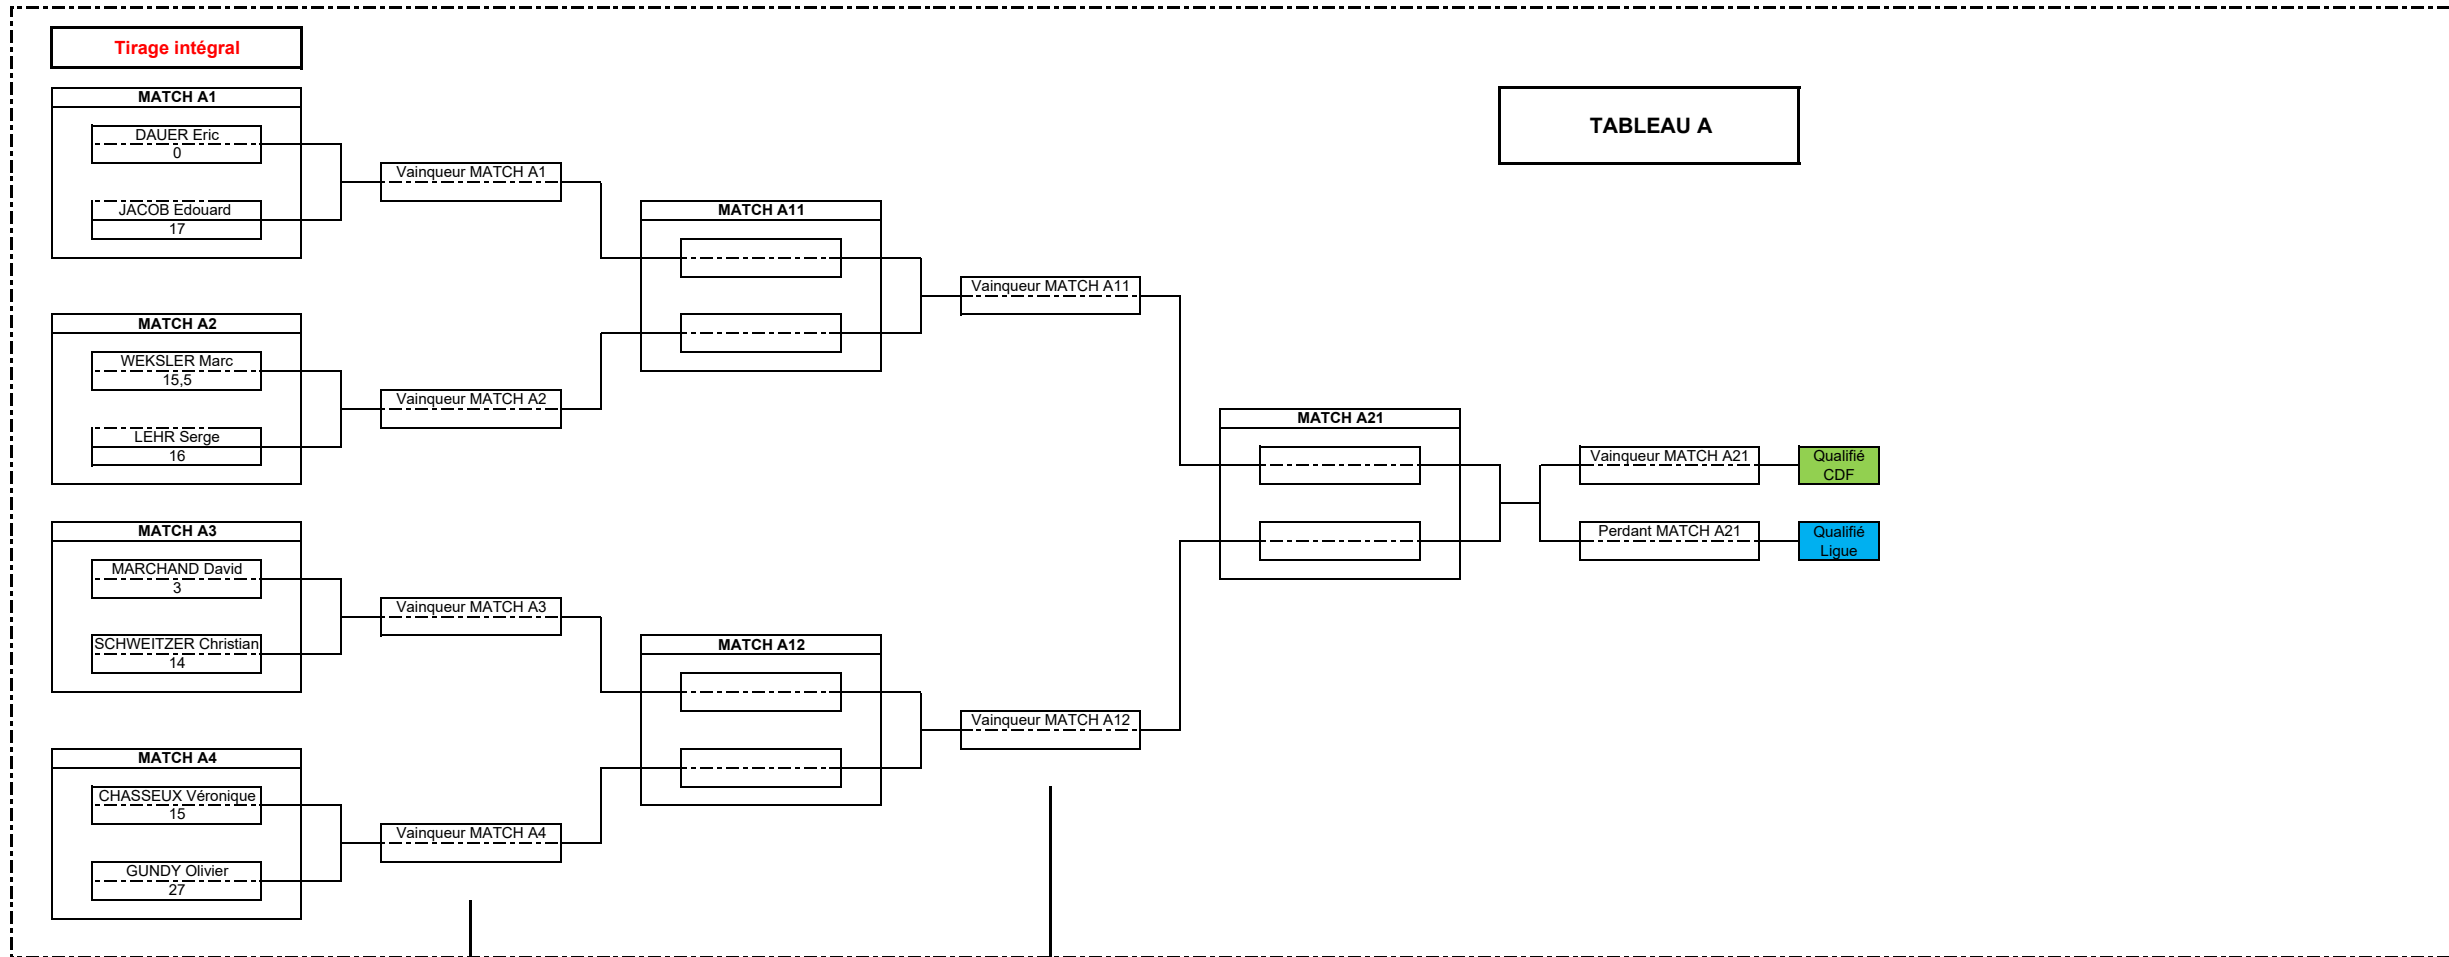 Tirage intégral
TABLEAU A
MATCH A1
DAUER Eric
0
JACOB Edouard
17
Vainqueur MATCH A1
MATCH A11
MATCH A2
WEKSLER Marc
15,5
LEHR Serge
16
Vainqueur MATCH A2
Vainqueur MATCH A11
MATCH A21
Vainqueur MATCH A21
Qualifié
CDF
Perdant MATCH A21
Qualifié
Ligue
MATCH A3
MARCHAND David
3
SCHWEITZER Christian
14
Vainqueur MATCH A3
MATCH A12
Vainqueur MATCH A12
MATCH A4
CHASSEUX Véronique
15
GUNDY Olivier
27
Vainqueur MATCH A4